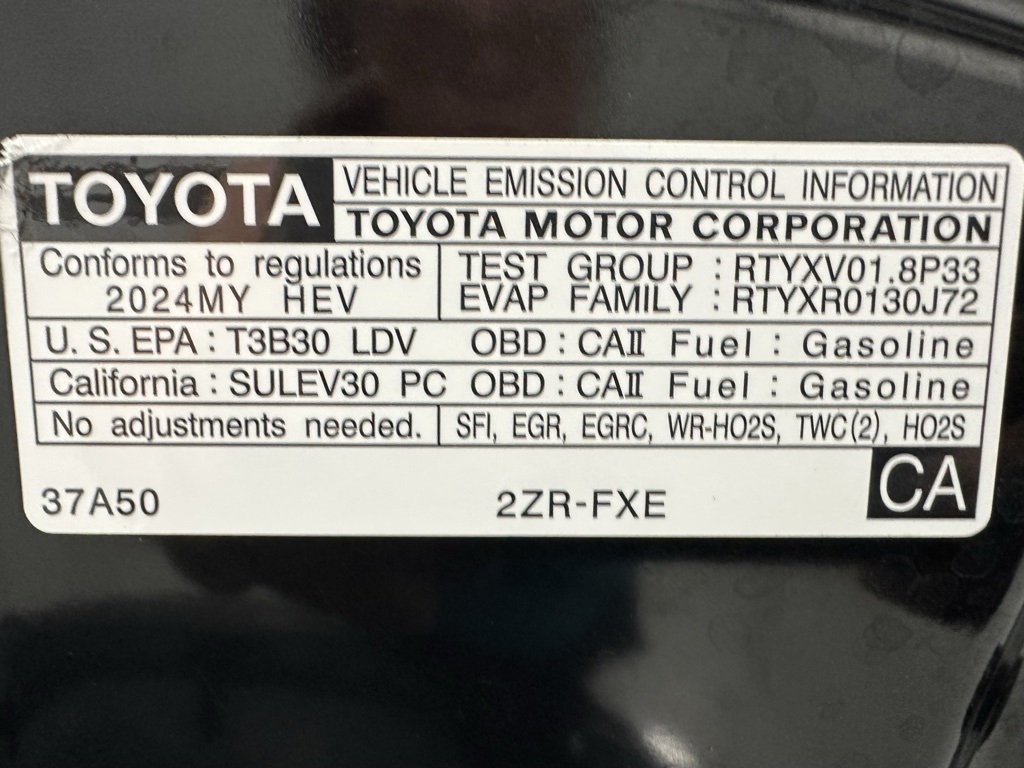 TOYOTA VEHICLE EMISSION CONTROL INFORMATION
TOYOTA MOTOR CORPORATION
Conforms to regulations TEST GROUP : RTYXV01.8P33
2024MY HEV EVAP FAMILY : RTYXR0130J72
U. S. EPA : T3B30 LDV OBD : CAⅡ Fuel : Gasoline
California : SULEV30 PC OBD : CAⅡ Fuel : Gasoline
No adjustments needed. SFI, EGR, EGRC, WR-HO2S, TWC(2), HO2S
37A50 2ZR-FXE CA